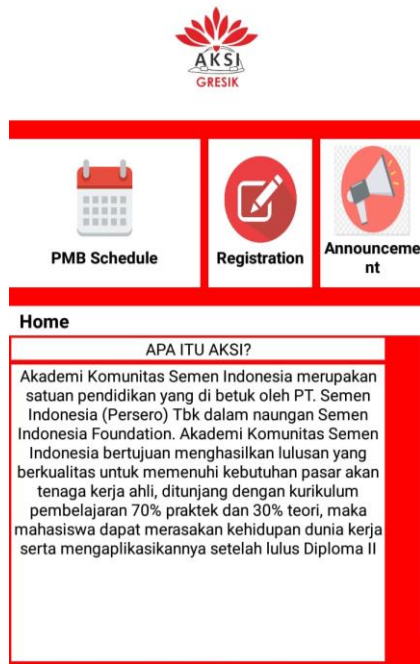 AKSI
GRESIK
PMB Schedule
Registration
Announceme
nt
Home
APA ITU AKSI?
Akademi Komunitas Semen Indonesia merupakan
satuan pendidikan yang di betuk oleh PT. Semen
Indonesia (Persero) Tbk dalam naungan Semen
Indonesia Foundation. Akademi Komunitas Semen
Indonesia bertujuan menghasilkan lulusan yang
berkualitas untuk memenuhi kebutuhan pasar akan
tenaga kerja ahli, ditunjang dengan kurikulum
pembelajaran 70% praktek dan 30% teori, maka
mahasiswa dapat merasakan kehidupan dunia kerja
serta mengaplikasikannya setelah lulus Diploma II